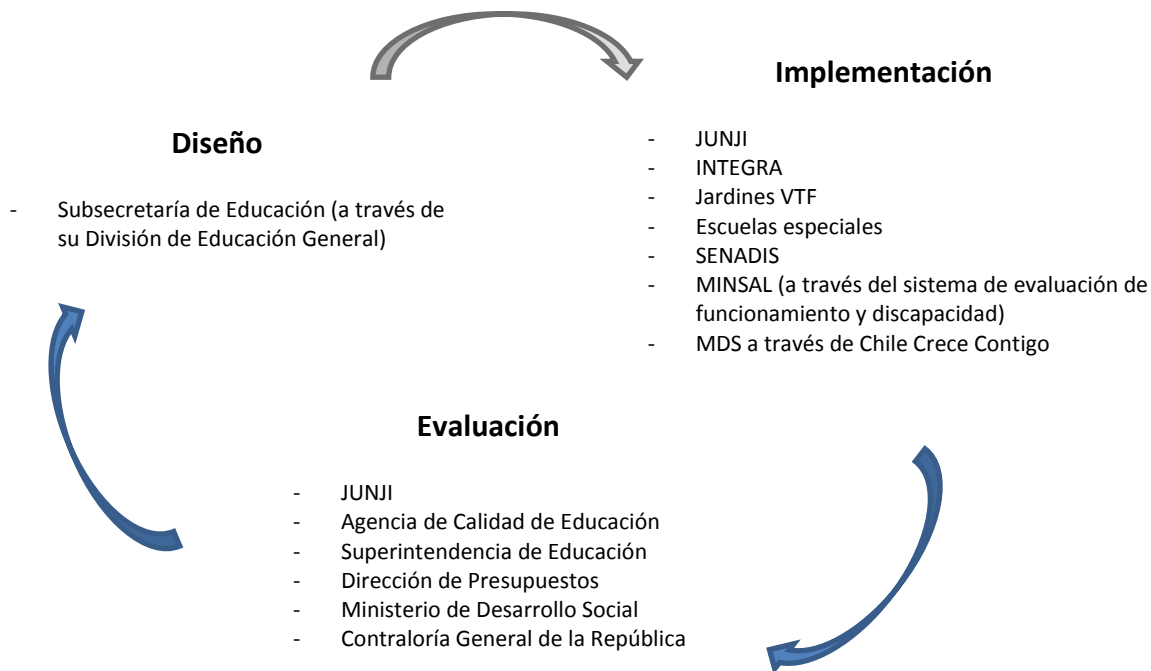 Diseño
- Subsecretaría de Educación (a través de
su División de Educación General)
Implementación
- JUNJI
- INTEGRA
- Jardines VTF
- Escuelas especiales
- SENADIS
- MINSAL (a través del sistema de evaluación de
funcionamiento y discapacidad)
- MDS a través de Chile Crece Contigo
Evaluación
- JUNJI
- Agencia de Calidad de Educación
- Superintendencia de Educación
- Dirección de Presupuestos
- Ministerio de Desarrollo Social
- Contraloría General de la República